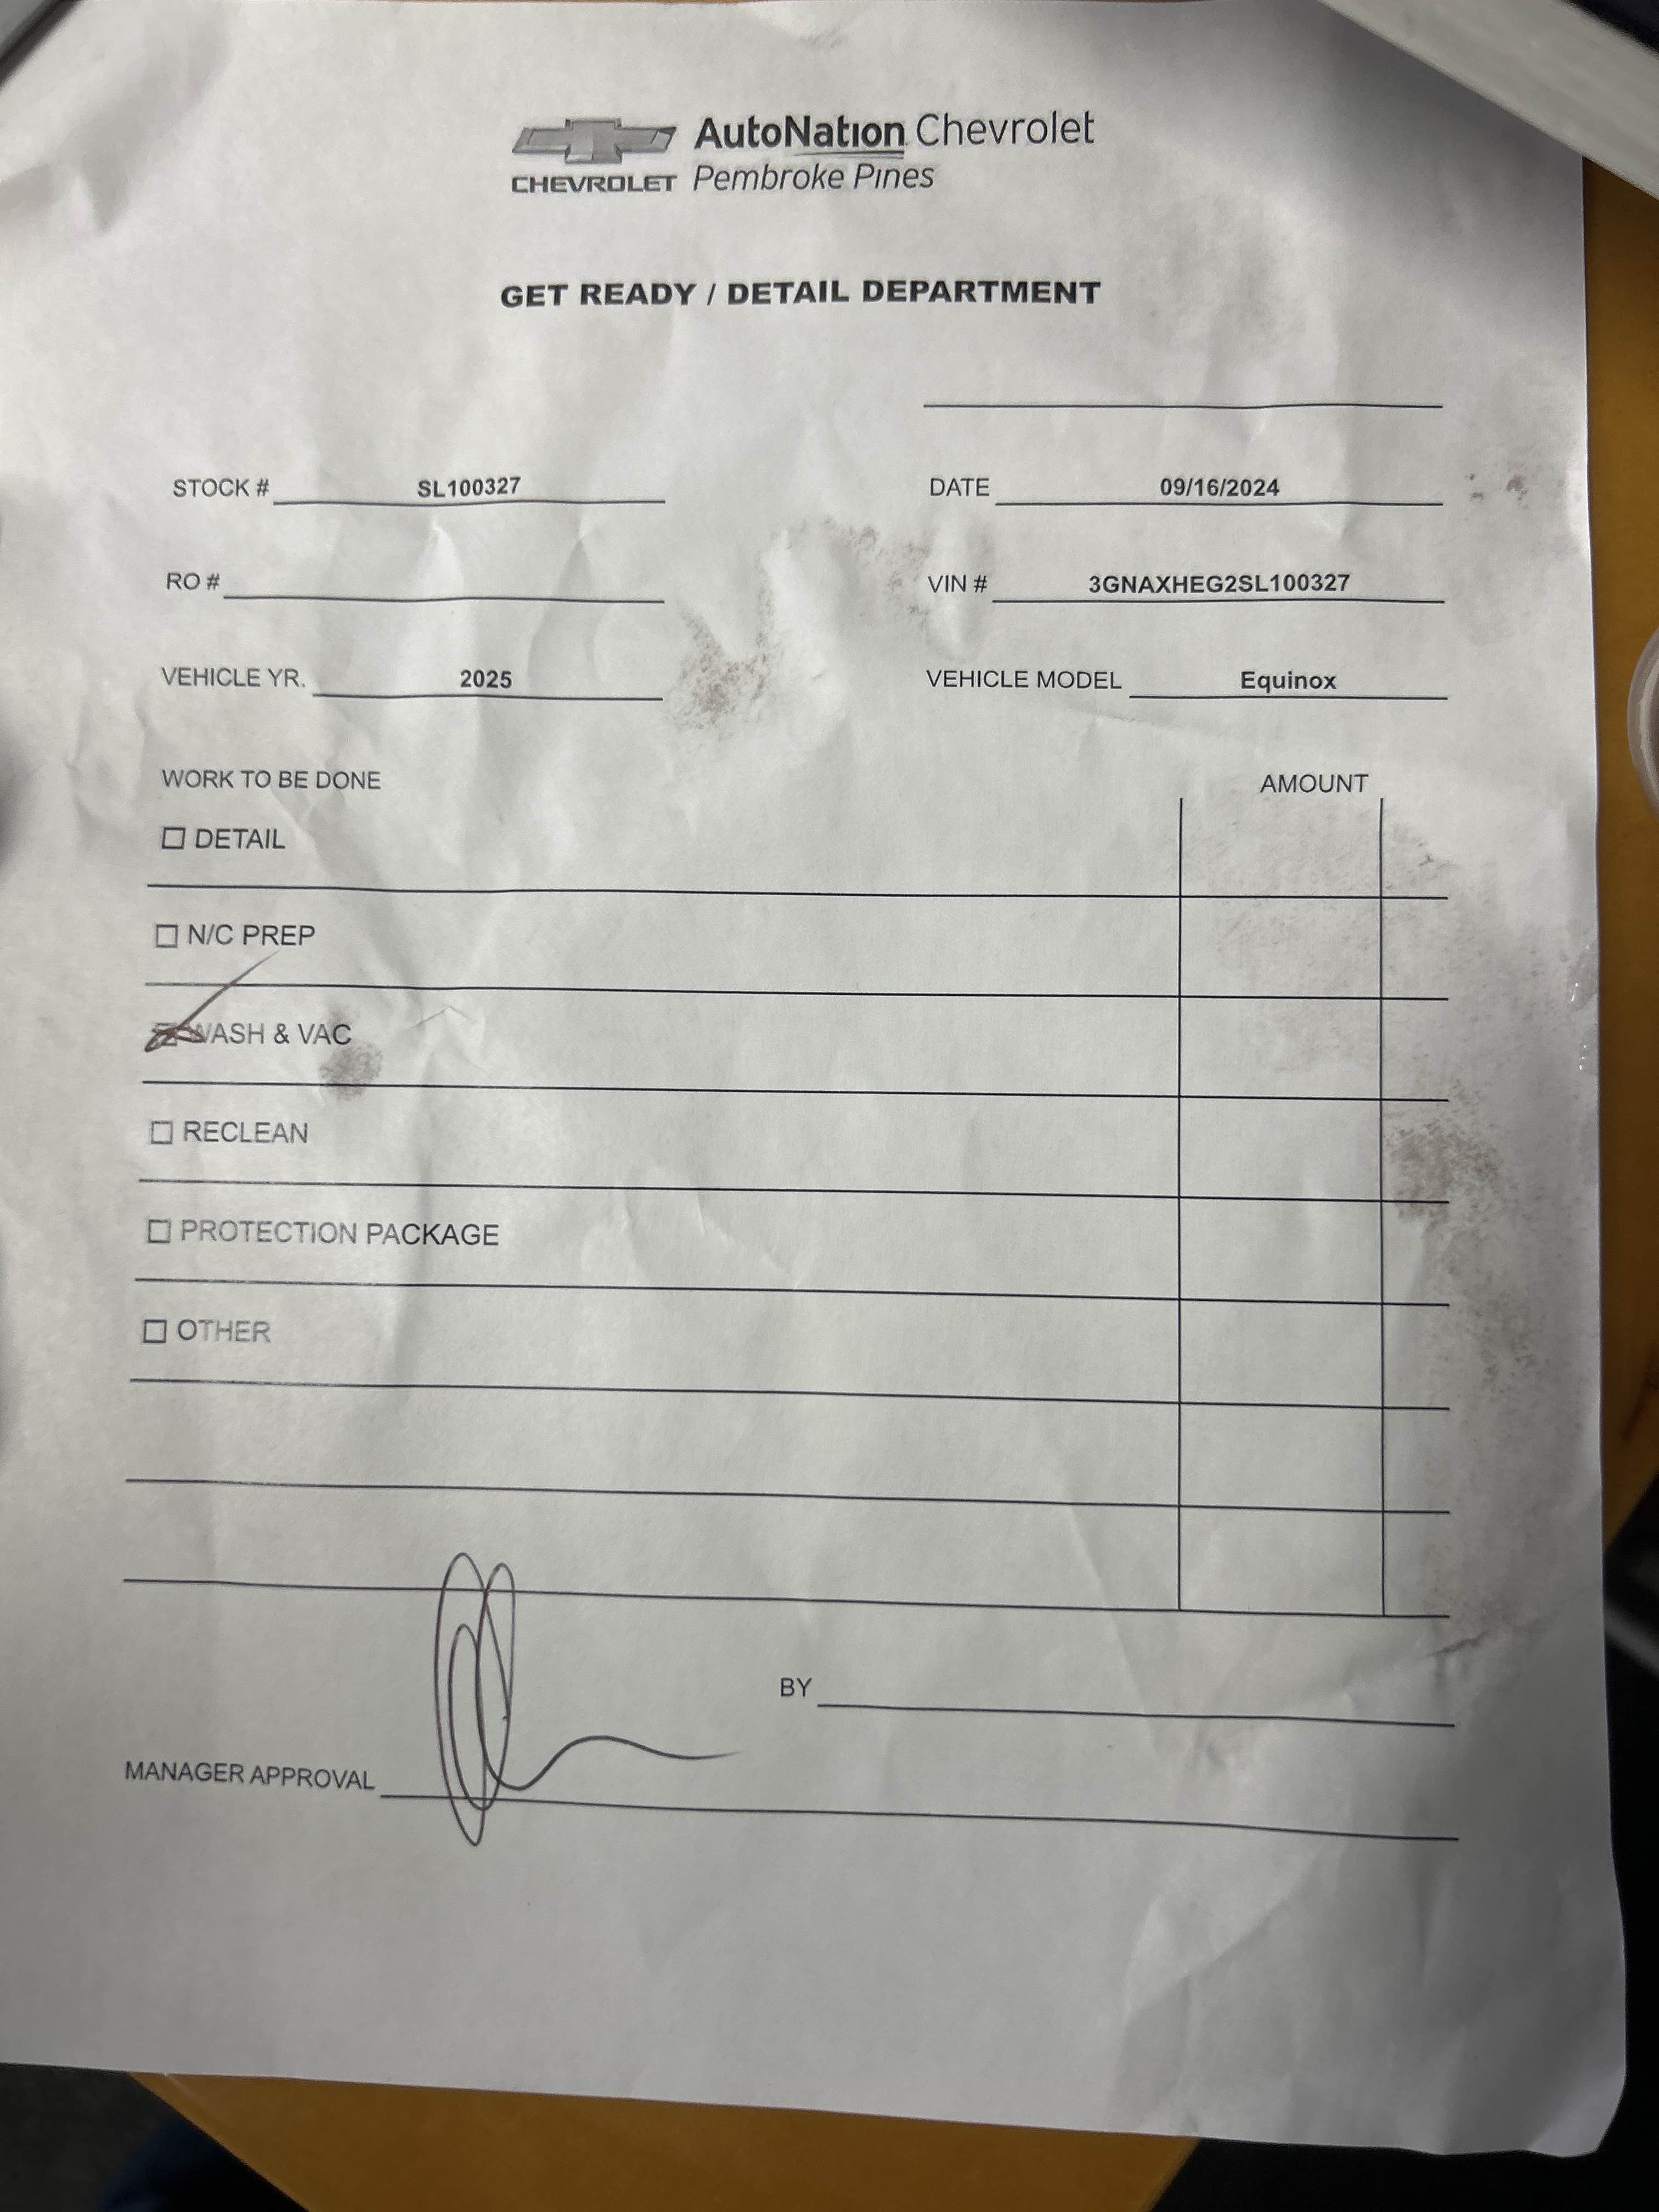 AutoNation Chevrolet
CHEVROLET Pembroke Pines
GET READY / DETAIL DEPARTMENT
STOCK # SL100327 DATE 09/16/2024
RO # VIN # 3GNAXHEG2SL100327
VEHICLE YR. 2025 VEHICLE MODEL Equinox
WORK TO BE DONE AMOUNT
DETAIL
N/C PREP
WASH & VAC
RECLEAN
PROTECTION PACKAGE
OTHER
BY
MANAGER APPROVAL